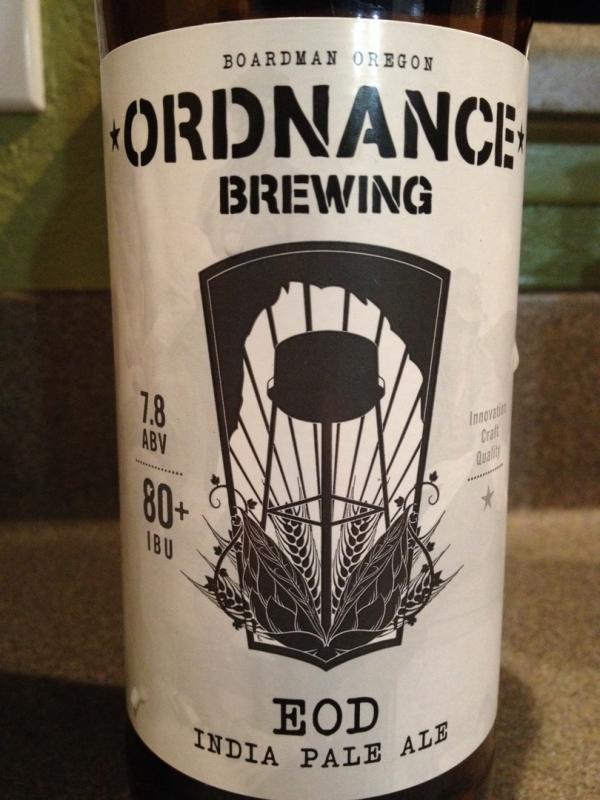 BOARDMAN OREGON
★ORDNANCE★
BREWING
7.8
ABV
80+
IBU
Innovation
Craft
Quality
EOD
INDIA PALE ALE